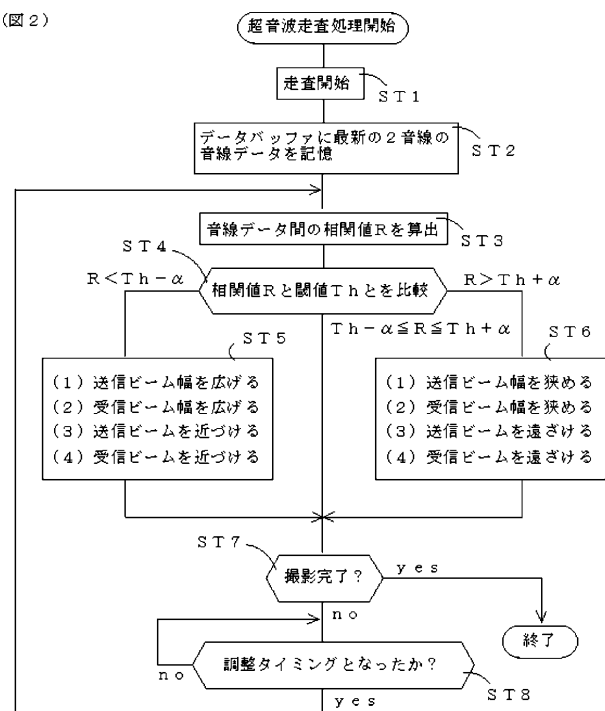 (図2)
超音波走査処理開始
走査開始
ST1
データバッファに最新の2音線の
音線データを記憶
ST2
音線データ間の相関値Rを算出
ST3
ST4
相関値Rと閾値Thとを比較
R<Th-α
R>Th+α
Th-α≦R≦Th+α
ST5
(1)送信ビーム幅を広げる
(2)受信ビーム幅を広げる
(3)送信ビームを近づける
(4)受信ビームを近づける
ST6
(1)送信ビーム幅を狭める
(2)受信ビーム幅を狭める
(3)送信ビームを遠ざける
(4)受信ビームを遠ざける
ST7
撮影完了?
yes
no
終了
調整タイミングとなったか?
no
ST8
yes